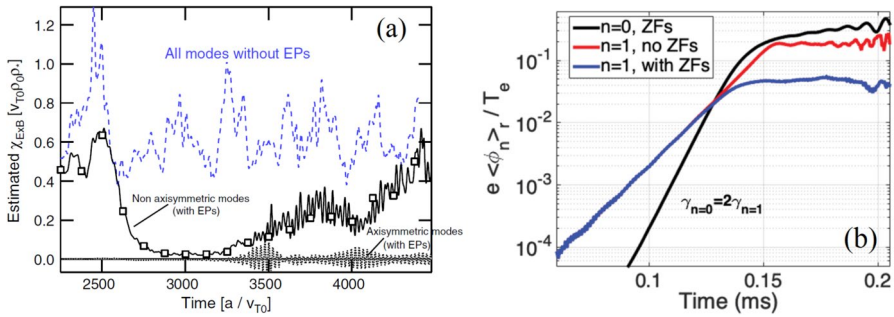 (a)
1.2
1.0
0.8
0.6
0.4
0.2
0.0
Estimated χExB [vT0ρ0ρ*]
All modes without EPs
Non axisymmetric modes
(with EPs)
Axisymmetric modes
(with EPs)
2500
3000
3500
4000
Time [a / vT0]
n=0, ZFs
n=1, no ZFs
n=1, with ZFs
10^-1
10^-2
10^-3
10^-4
e <ϕn>r / Te
γn=0=2γn=1
(b)
0.1
0.15
0.2
Time (ms)